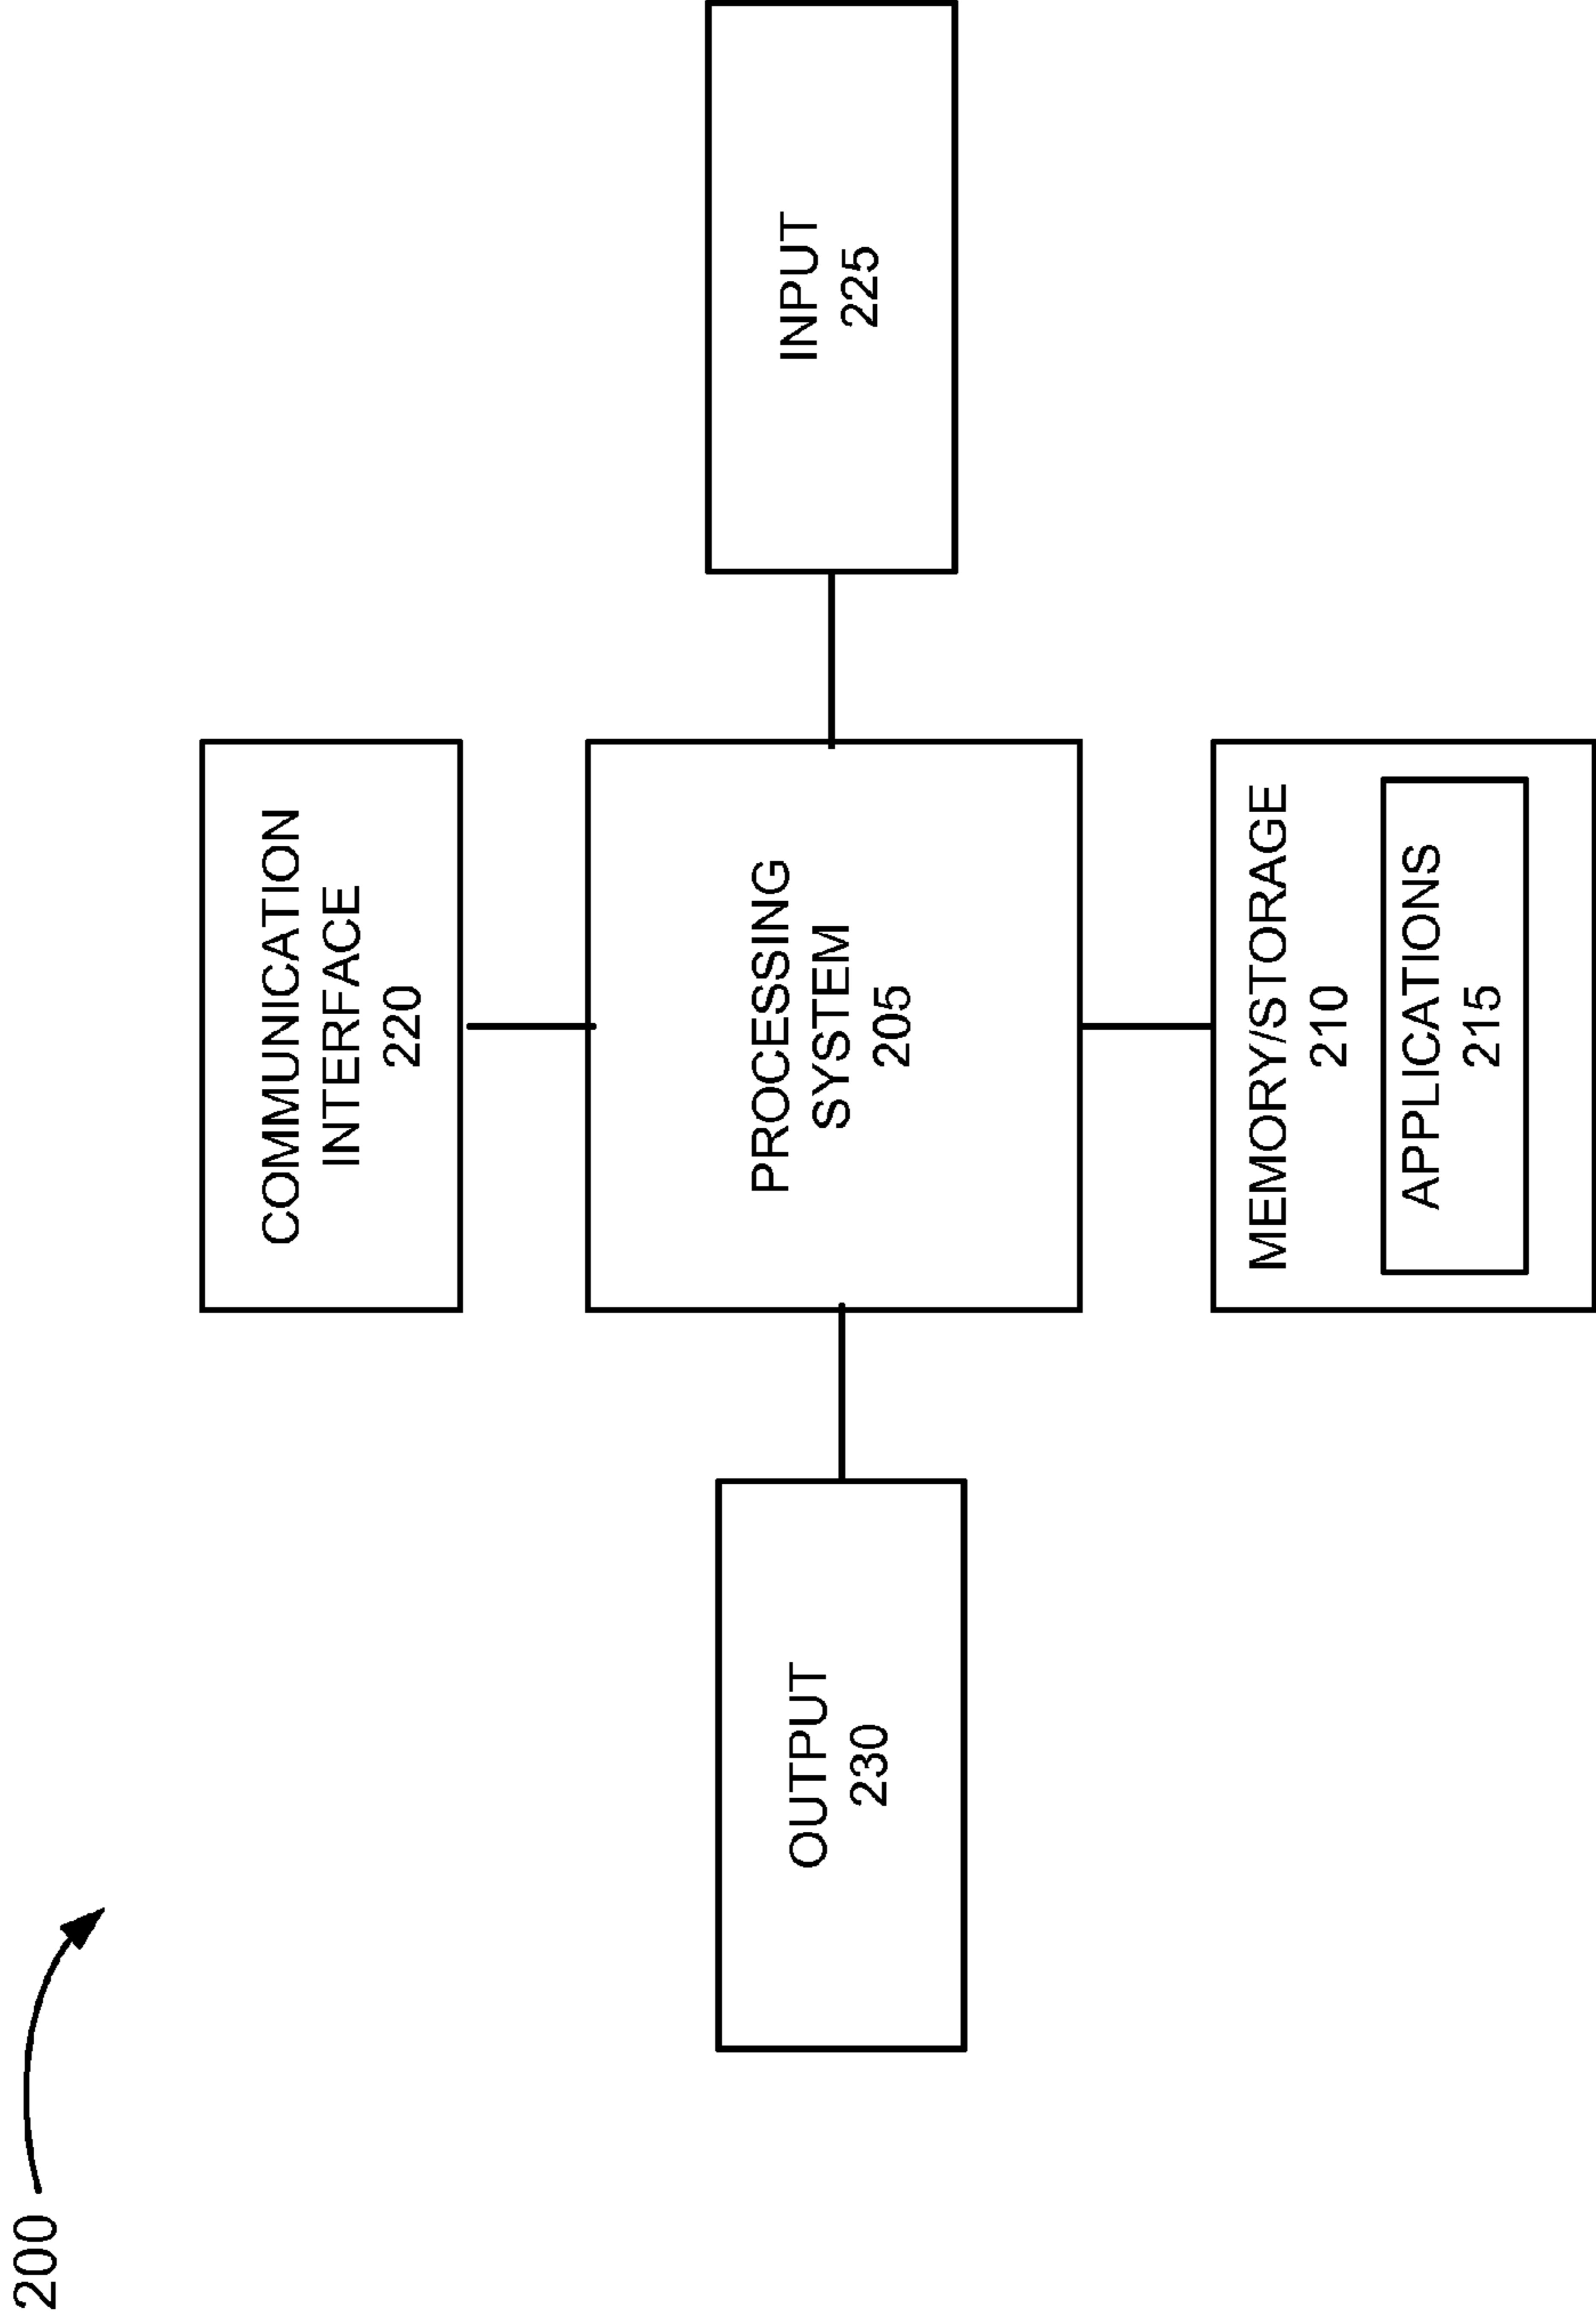 200
COMMUNICATION
INTERFACE
220
OUTPUT
230
PROCESSING
SYSTEM
205
INPUT
225
MEMORY/STORAGE
210
APPLICATIONS
215